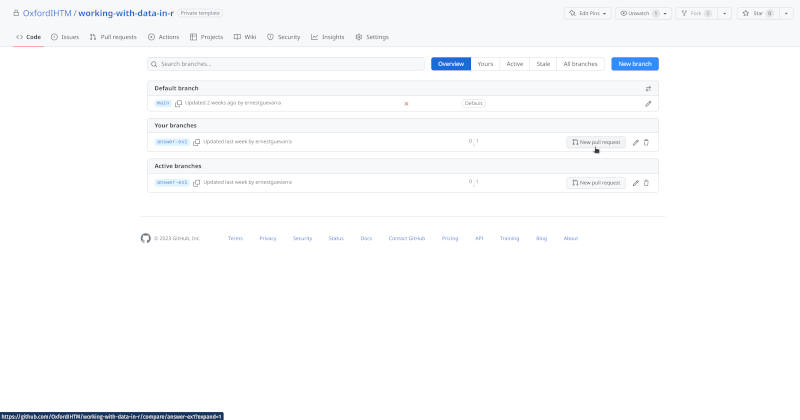 OxfordIHTM / working-with-data-in-r Private template
Edit Pins Unwatch 1 Fork 0 Star 0
Code Issues Pull requests Actions Projects Wiki Security Insights Settings
Search branches... Overview Yours Active Stale All branches New branch
Default branch
main Updated 2 weeks ago by ernestguevarra Default
Your branches
answer-ex1 Updated last week by ernestguevarra 0 1 New pull request
Active branches
answer-ex1 Updated last week by ernestguevarra 0 1 New pull request
© 2023 GitHub, Inc. Terms Privacy Security Status Docs Contact GitHub Pricing API Training Blog About
https://github.com/OxfordIHTM/working-with-data-in-r/compare/answer-ex1?expand=1